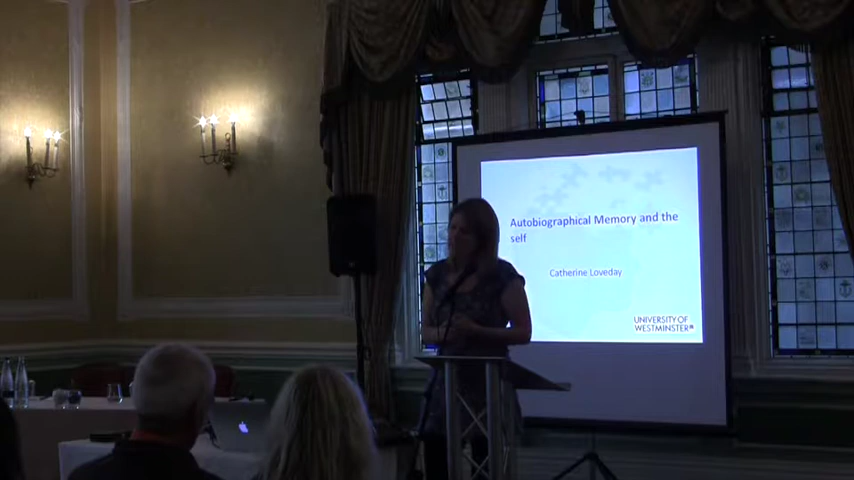 Autobiographical Memory and the
self
Catherine Loveday
UNIVERSITY OF
WESTMINSTER